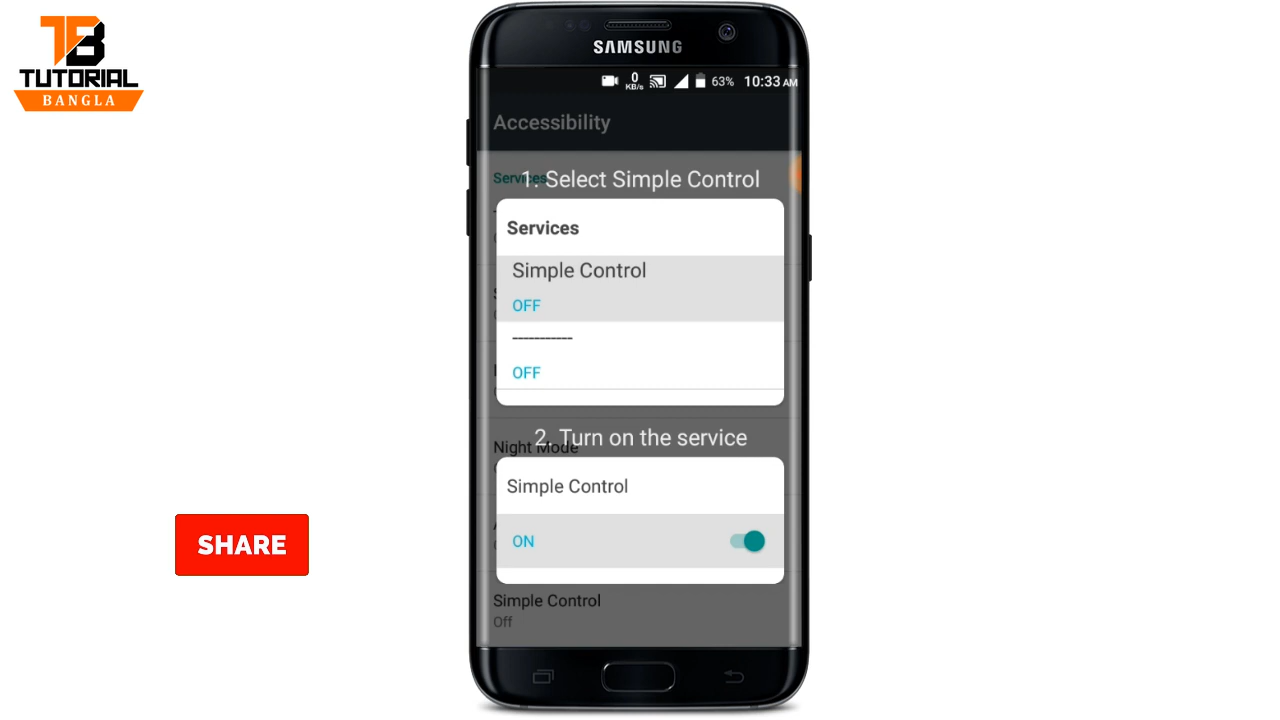 TB
TUTORIAL
BANGLA
SAMSUNG
0
KB/s
63% 10:33 AM
Accessibility
Services
1. Select Simple Control
Services
Simple Control
OFF
-----------
OFF
2. Turn on the service
Night Mode
Simple Control
ON
Simple Control
Off
SHARE